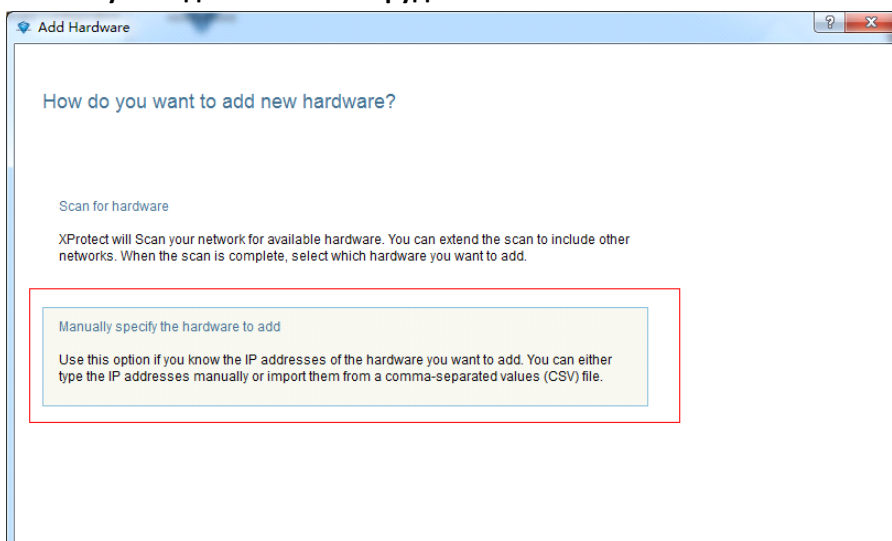 Add Hardware
How do you want to add new hardware?
Scan for hardware
XProtect will Scan your network for available hardware. You can extend the scan to include other
networks. When the scan is complete, select which hardware you want to add.
Manually specify the hardware to add
Use this option if you know the IP addresses of the hardware you want to add. You can either
type the IP addresses manually or import them from a comma-separated values (CSV) file.